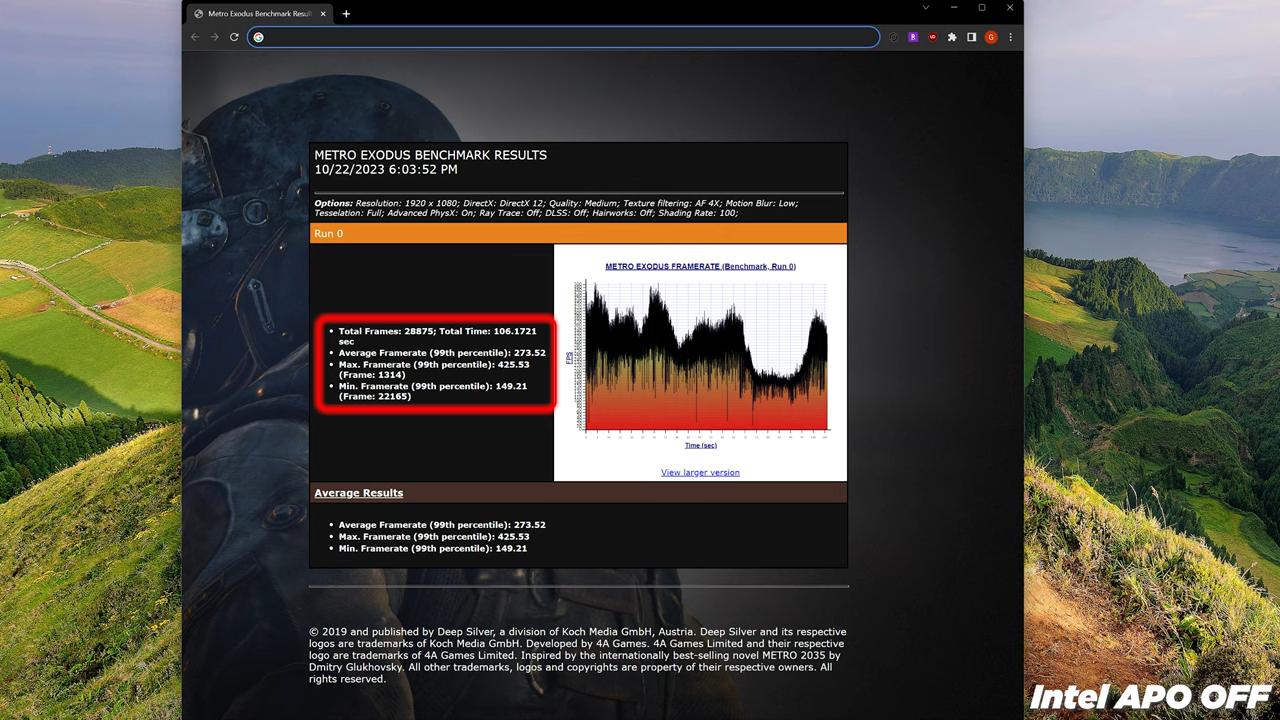 Metro Exodus Benchmark Resul
METRO EXODUS BENCHMARK RESULTS
10/22/2023 6:03:52 PM
Options: Resolution: 1920 x 1080; DirectX: DirectX 12; Quality: Medium; Texture filtering: AF 4X; Motion Blur: Low;
Tesselation: Full; Advanced PhysX: On; Ray Trace: Off; DLSS: Off; Hairworks: Off; Shading Rate: 100;
Run 0
• Total Frames: 28875; Total Time: 106.1721
sec
• Average Framerate (99th percentile): 273.52
• Max. Framerate (99th percentile): 425.53
(Frame: 1314)
• Min. Framerate (99th percentile): 149.21
(Frame: 22165)
METRO EXODUS FRAMERATE (Benchmark, Run 0)
FPS
Time (sec)
View larger version
Average Results
• Average Framerate (99th percentile): 273.52
• Max. Framerate (99th percentile): 425.53
• Min. Framerate (99th percentile): 149.21
© 2019 and published by Deep Silver, a division of Koch Media GmbH, Austria. Deep Silver and its respective
logos are trademarks of Koch Media GmbH. Developed by 4A Games. 4A Games Limited and their respective
logo are trademarks of 4A Games Limited. Inspired by the internationally best-selling novel METRO 2035 by
Dmitry Glukhovsky. All other trademarks, logos and copyrights are property of their respective owners. All
rights reserved.
Intel APO OFF